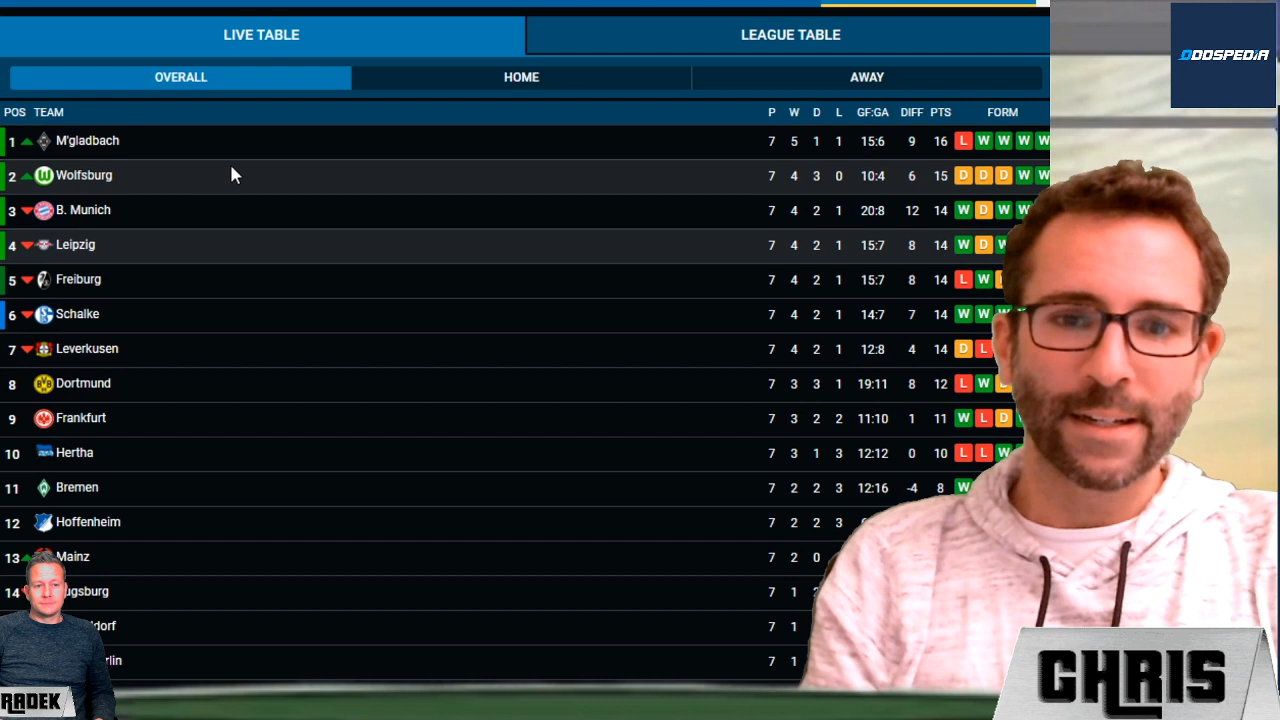 LIVE TABLE LEAGUE TABLE
ODDSPEDIA
OVERALL HOME AWAY
POS TEAM P W D L GF:GA DIFF PTS FORM
1 M'gladbach 7 5 1 1 15:6 9 16 L W W W W
2 Wolfsburg 7 4 3 0 10:4 6 15 D D D W W
3 B. Munich 7 4 2 1 20:8 12 14 W D W W
4 Leipzig 7 4 2 1 15:7 8 14 W D W
5 Freiburg 7 4 2 1 15:7 8 14 L W
6 Schalke 7 4 2 1 14:7 7 14 W W W
7 Leverkusen 7 4 2 1 12:8 4 14 D L
8 Dortmund 7 3 3 1 19:11 8 12 L W
9 Frankfurt 7 3 2 2 11:10 1 11 W L D
10 Hertha 7 3 1 3 12:12 0 10 L L W
11 Bremen 7 2 2 3 12:16 -4 8 W
12 Hoffenheim 7 2 2 3
13 Mainz 7 2 0
14 ugsburg 7 1
dorf 7 1
rlin 7 1
RADEK
CHRIS